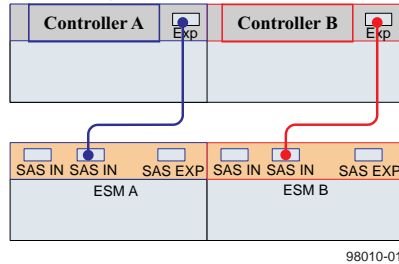 Controller A Exp Controller B Exp
SAS IN SAS IN SAS EXP SAS IN SAS IN SAS EXP
ESM A ESM B
98010-01